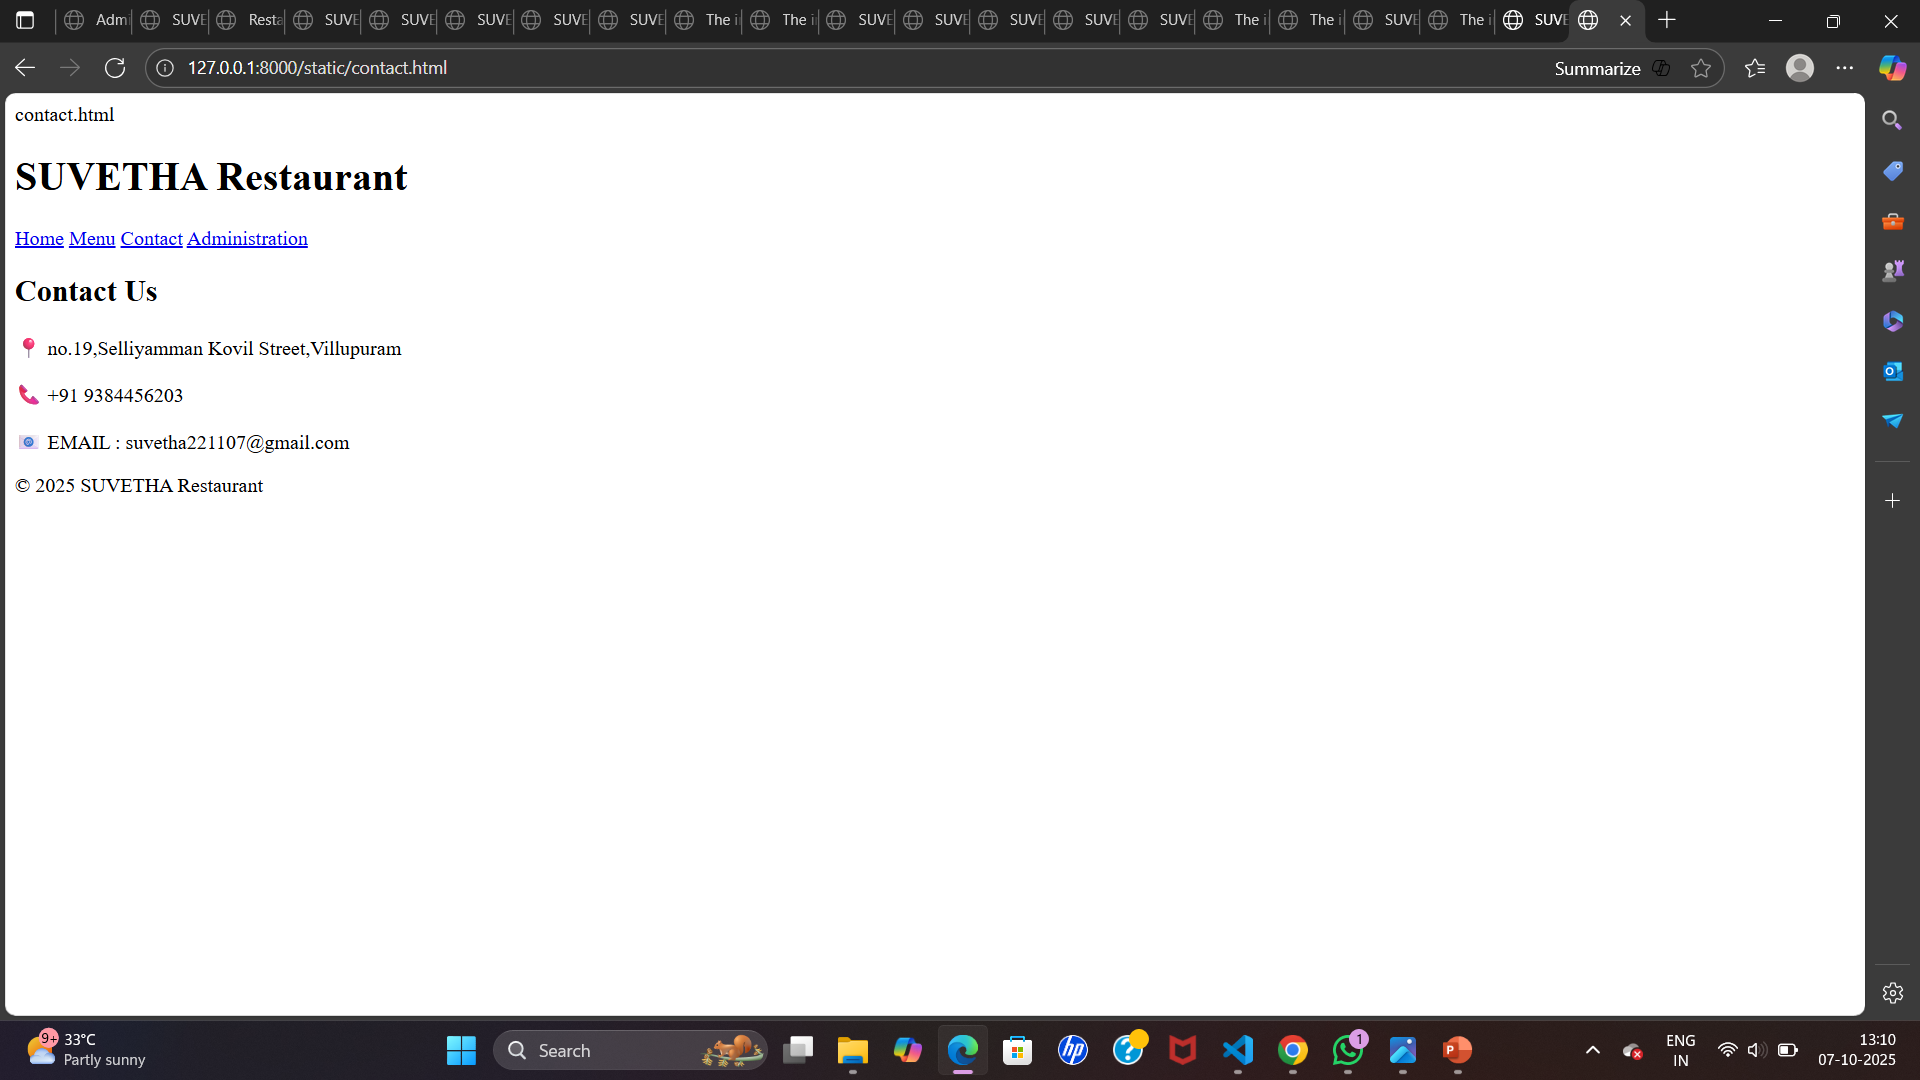 Admi SUVE Resta SUVE SUVE SUVE SUVE SUVE The i The i SUVE SUVE SUVE SUVE SUVE The i The i SUVE The i SUVE
127.0.0.1:8000/static/contact.html Summarize
contact.html
SUVETHA Restaurant
Home Menu Contact Administration
Contact Us
no.19,Selliyamman Kovil Street,Villupuram
+91 9384456203
EMAIL : suvetha221107@gmail.com
© 2025 SUVETHA Restaurant
9+ 33°C
Partly sunny
Search
hp
1
P
ENG
IN
13:10
07-10-2025